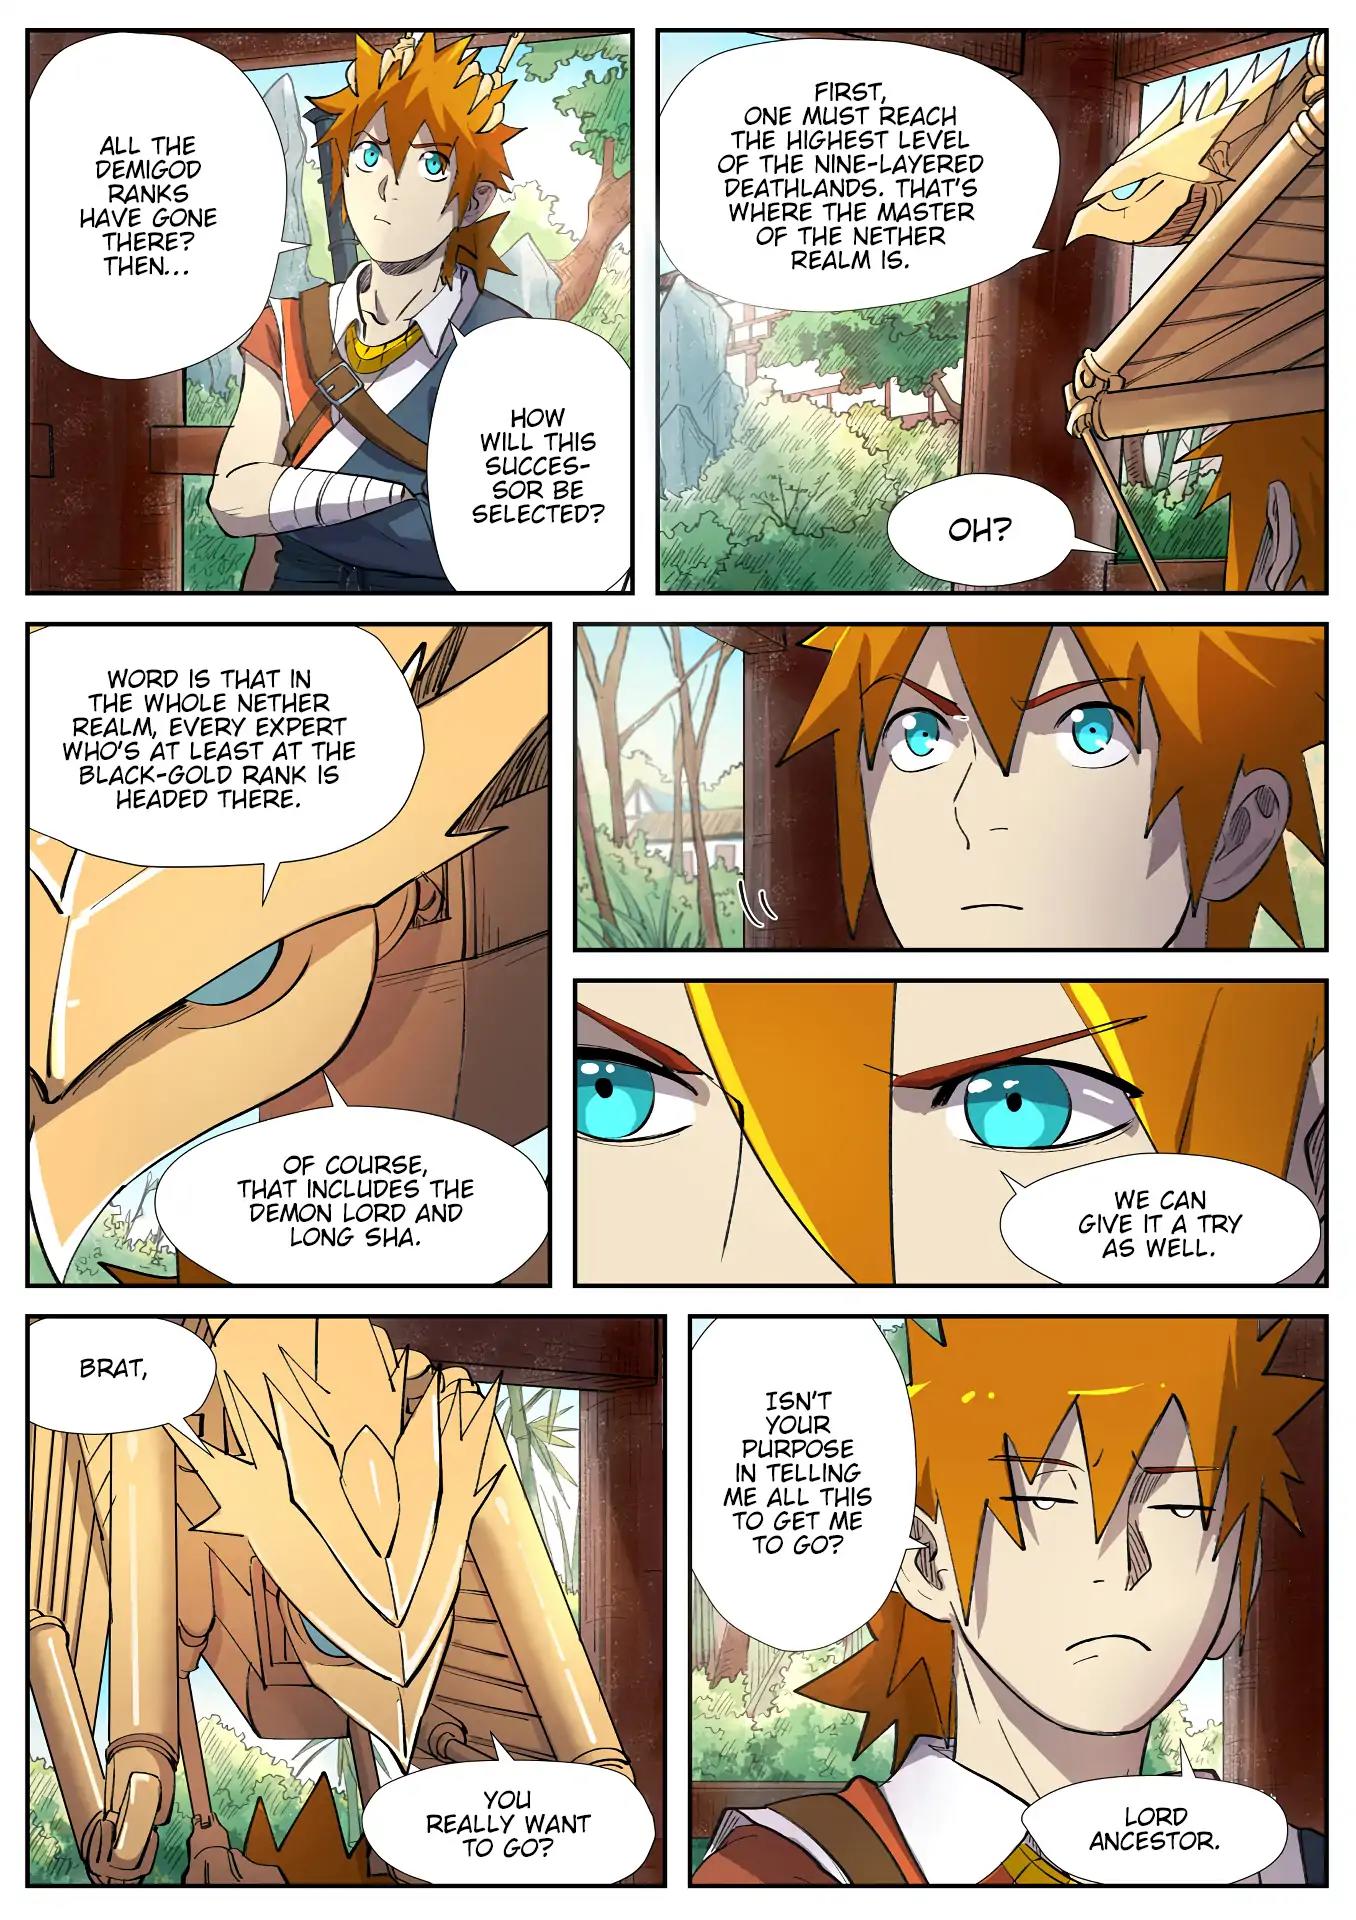 ALL THE
DEMIGOD
RANKS
HAVE GONE
THERE?
THEN...
HOW
WILL THIS
SUCCES-
SOR BE
SELECTED?
FIRST,
ONE MUST REACH
THE HIGHEST LEVEL
OF THE NINE-LAYERED
DEATHLANDS. THAT'S
WHERE THE MASTER
OF THE NETHER
REALM IS.
OH?
WORD IS THAT IN
THE WHOLE NETHER
REALM, EVERY EXPERT
WHO'S AT LEAST AT THE
BLACK-GOLD RANK IS
HEADED THERE.
OF COURSE,
THAT INCLUDES THE
DEMON LORD AND
LONG SHA.
WE CAN
GIVE IT A TRY
AS WELL.
BRAT,
YOU
REALLY WANT
TO GO?
ISN'T
YOUR
PURPOSE
IN TELLING
ME ALL THIS
TO GET ME
TO GO?
LORD
ANCESTOR.